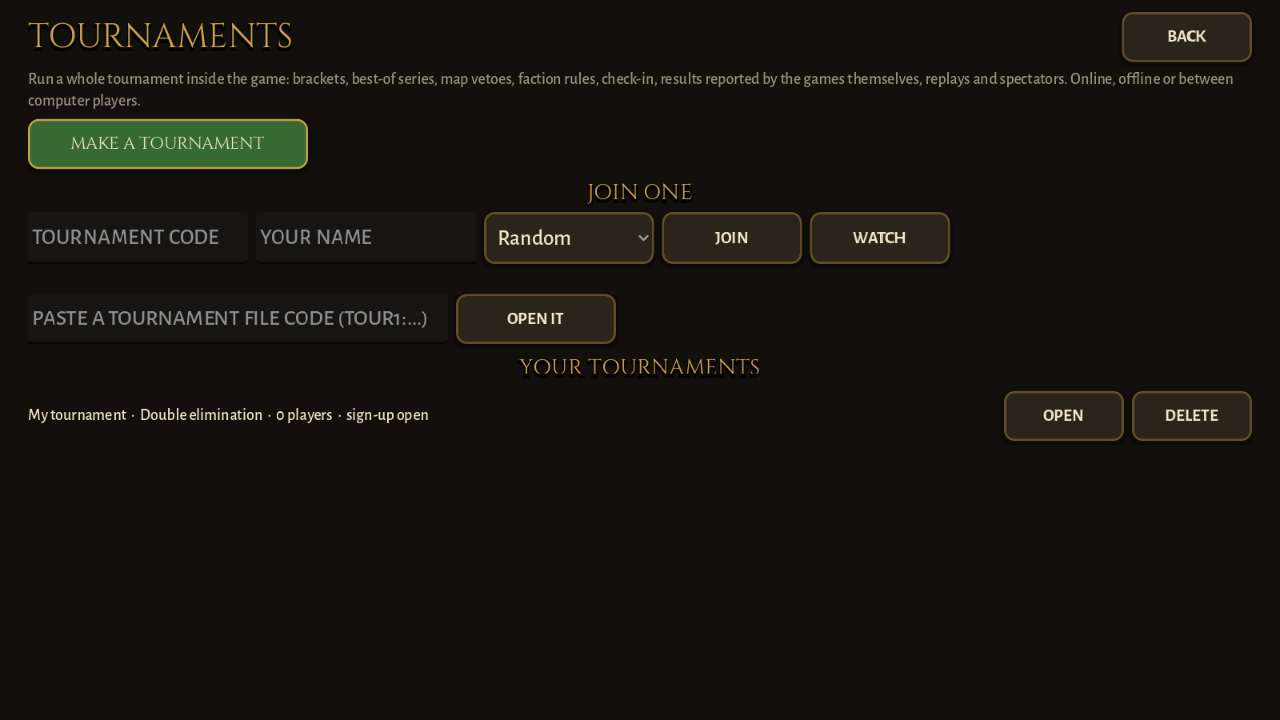 TOURNAMENTS
BACK
Run a whole tournament inside the game: brackets, best-of series, map vetoes, faction rules, check-in, results reported by the games themselves, replays and spectators. Online, offline or between
computer players.
MAKE A TOURNAMENT
JOIN ONE
TOURNAMENT CODE YOUR NAME Random JOIN WATCH
PASTE A TOURNAMENT FILE CODE (TOUR1:...) OPEN IT
YOUR TOURNAMENTS
My tournament · Double elimination · 0 players · sign-up open OPEN DELETE